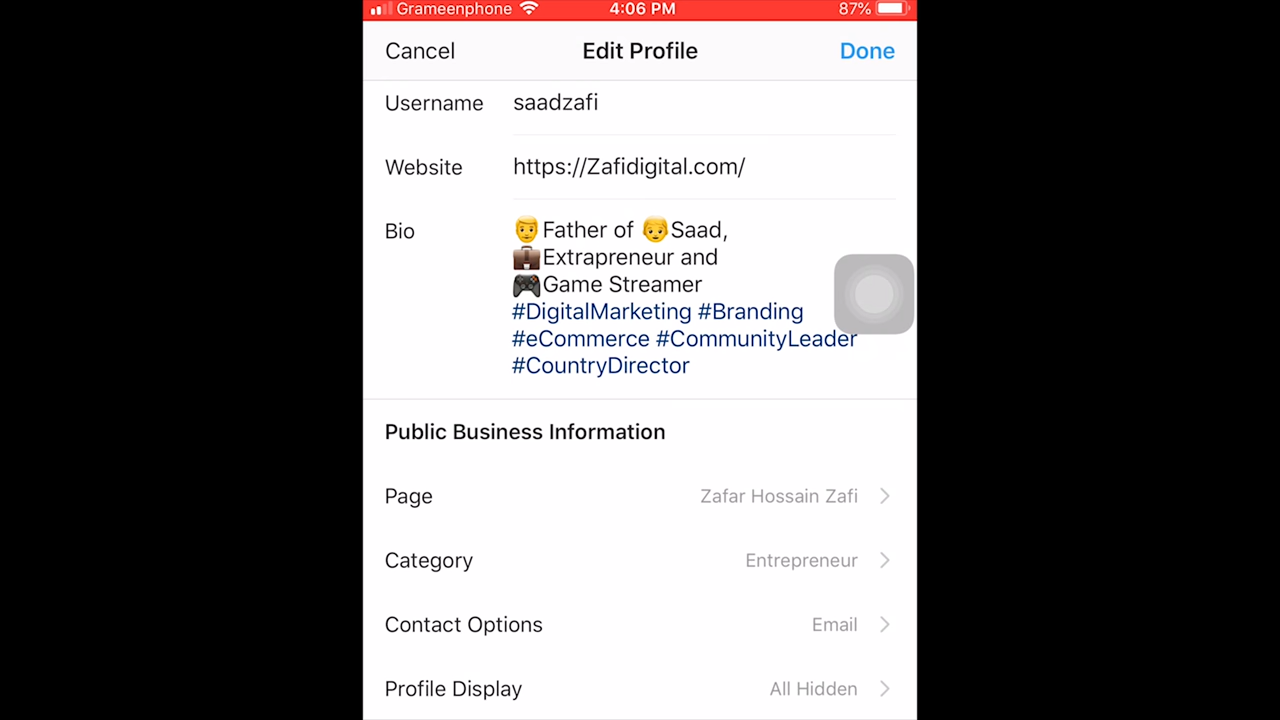 Grameenphone 4:06 PM 87%
Cancel Edit Profile Done
Username saadzafi
Website https://Zafidigital.com/
Bio 👨Father of 👦Saad,
💼Extrapreneur and
🎮Game Streamer
#DigitalMarketing #Branding
#eCommerce #CommunityLeader
#CountryDirector
Public Business Information
Page Zafar Hossain Zafi
Category Entrepreneur
Contact Options Email
Profile Display All Hidden